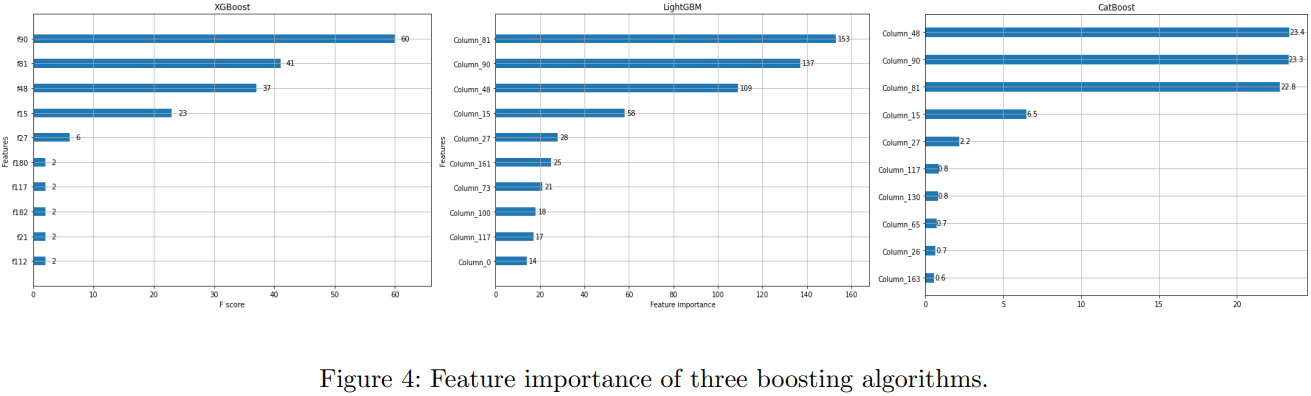 XGBoost
Features
f90
60
f81
41
f48
37
f15
23
f27
6
f180
2
f117
2
f182
2
f21
2
f112
2
0 10 20 30 40 50 60
F score
LightGBM
Features
Column_81
153
Column_90
137
Column_48
109
Column_15
58
Column_27
28
Column_161
25
Column_73
21
Column_100
18
Column_117
17
Column_0
14
0 20 40 60 80 100 120 140 160
Feature importance
CatBoost
Column_48
23.4
Column_90
23.3
Column_81
22.8
Column_15
6.5
Column_27
2.2
Column_117
0.8
Column_130
0.8
Column_65
0.7
Column_26
0.7
Column_163
0.6
0 5 10 15 20
Figure 4: Feature importance of three boosting algorithms.